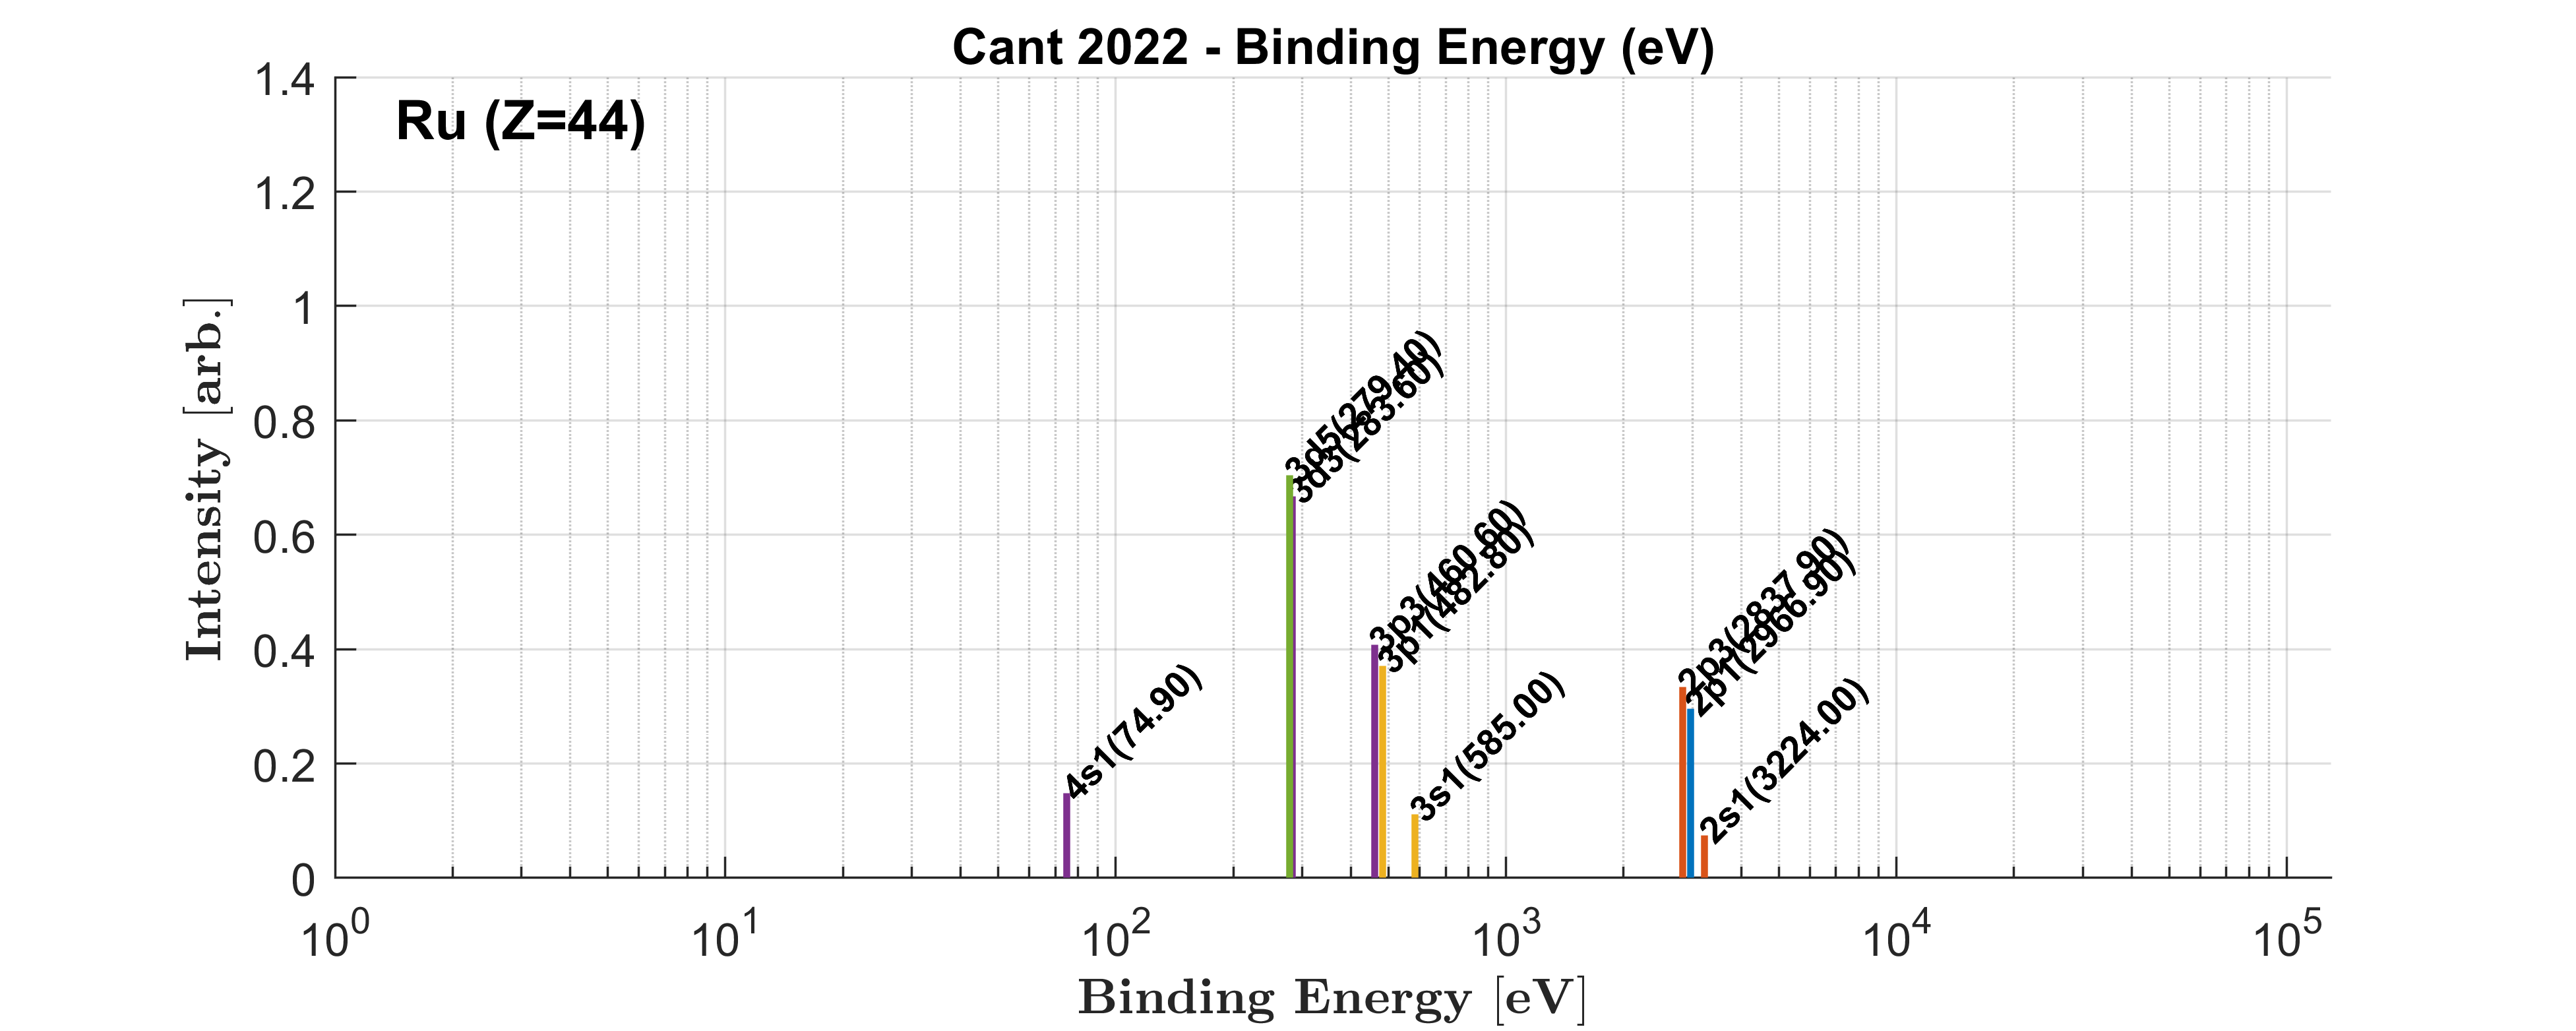 Cant 2022 - Binding Energy (eV)
Ru (Z=44)
Intensity [arb.]
1.4
1.2
1
0.8
0.6
0.4
0.2
0
3d5(279.40)
3d3(283.60)
3p3(460.60)
3p1(482.80)
2p3(2837.90)
2p1(2966.90)
4s1(74.90)
3s1(585.00)
2s1(3224.00)
10^0 10^1 10^2 10^3 10^4 10^5
Binding Energy [eV]